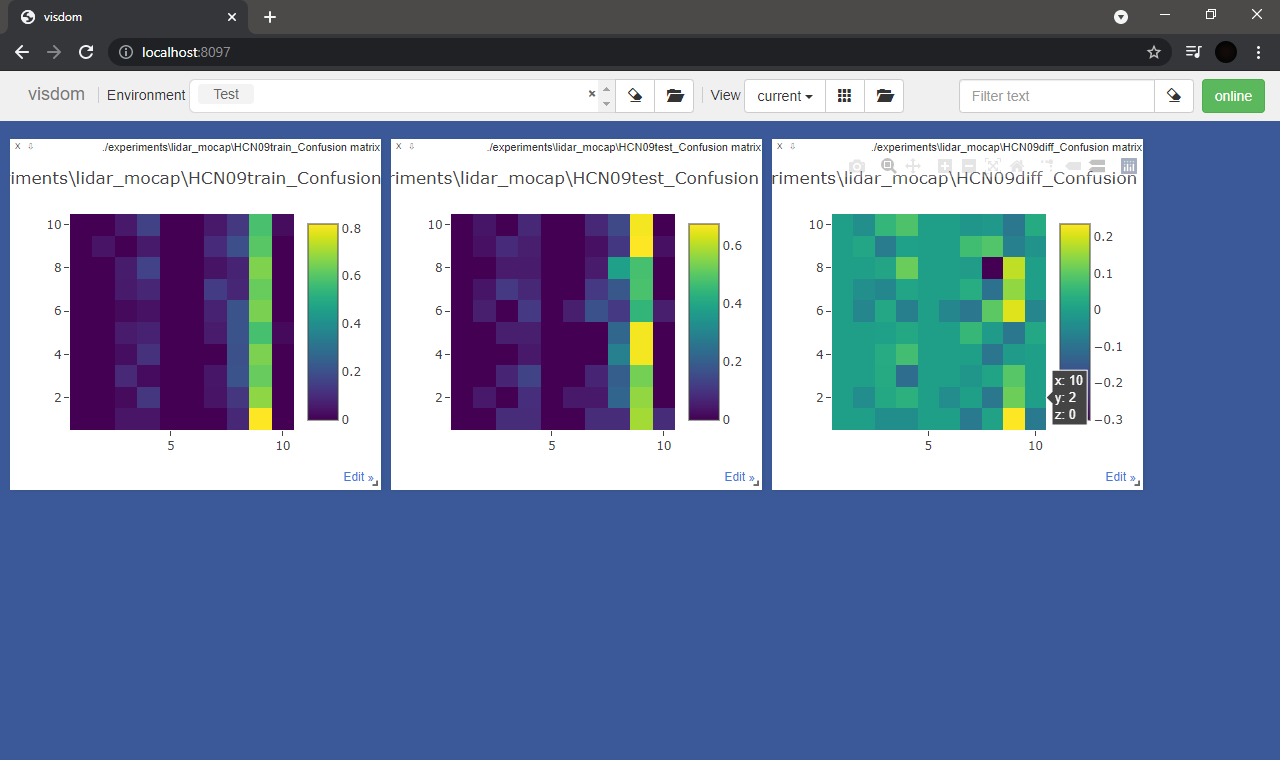 visdom
localhost:8097
visdom Environment Test × View current Filter text online
X ./experiments\lidar_mocap\HCN09train_Confusion matrix
iments\lidar_mocap\HCN09train_Confusion
10
8
6
4
2
5 10
0.8
0.6
0.4
0.2
0
Edit »
X ./experiments\lidar_mocap\HCN09test_Confusion matrix
riments\lidar_mocap\HCN09test_Confusion
10
8
6
4
2
5 10
0.6
0.4
0.2
0
Edit »
X ./experiments\lidar_mocap\HCN09diff_Confusion matrix
riments\lidar_mocap\HCN09diff_Confusion
10
8
6
4
2
5 10
0.2
0.1
0
−0.1
−0.2
−0.3
x: 10
y: 2
z: 0
Edit »